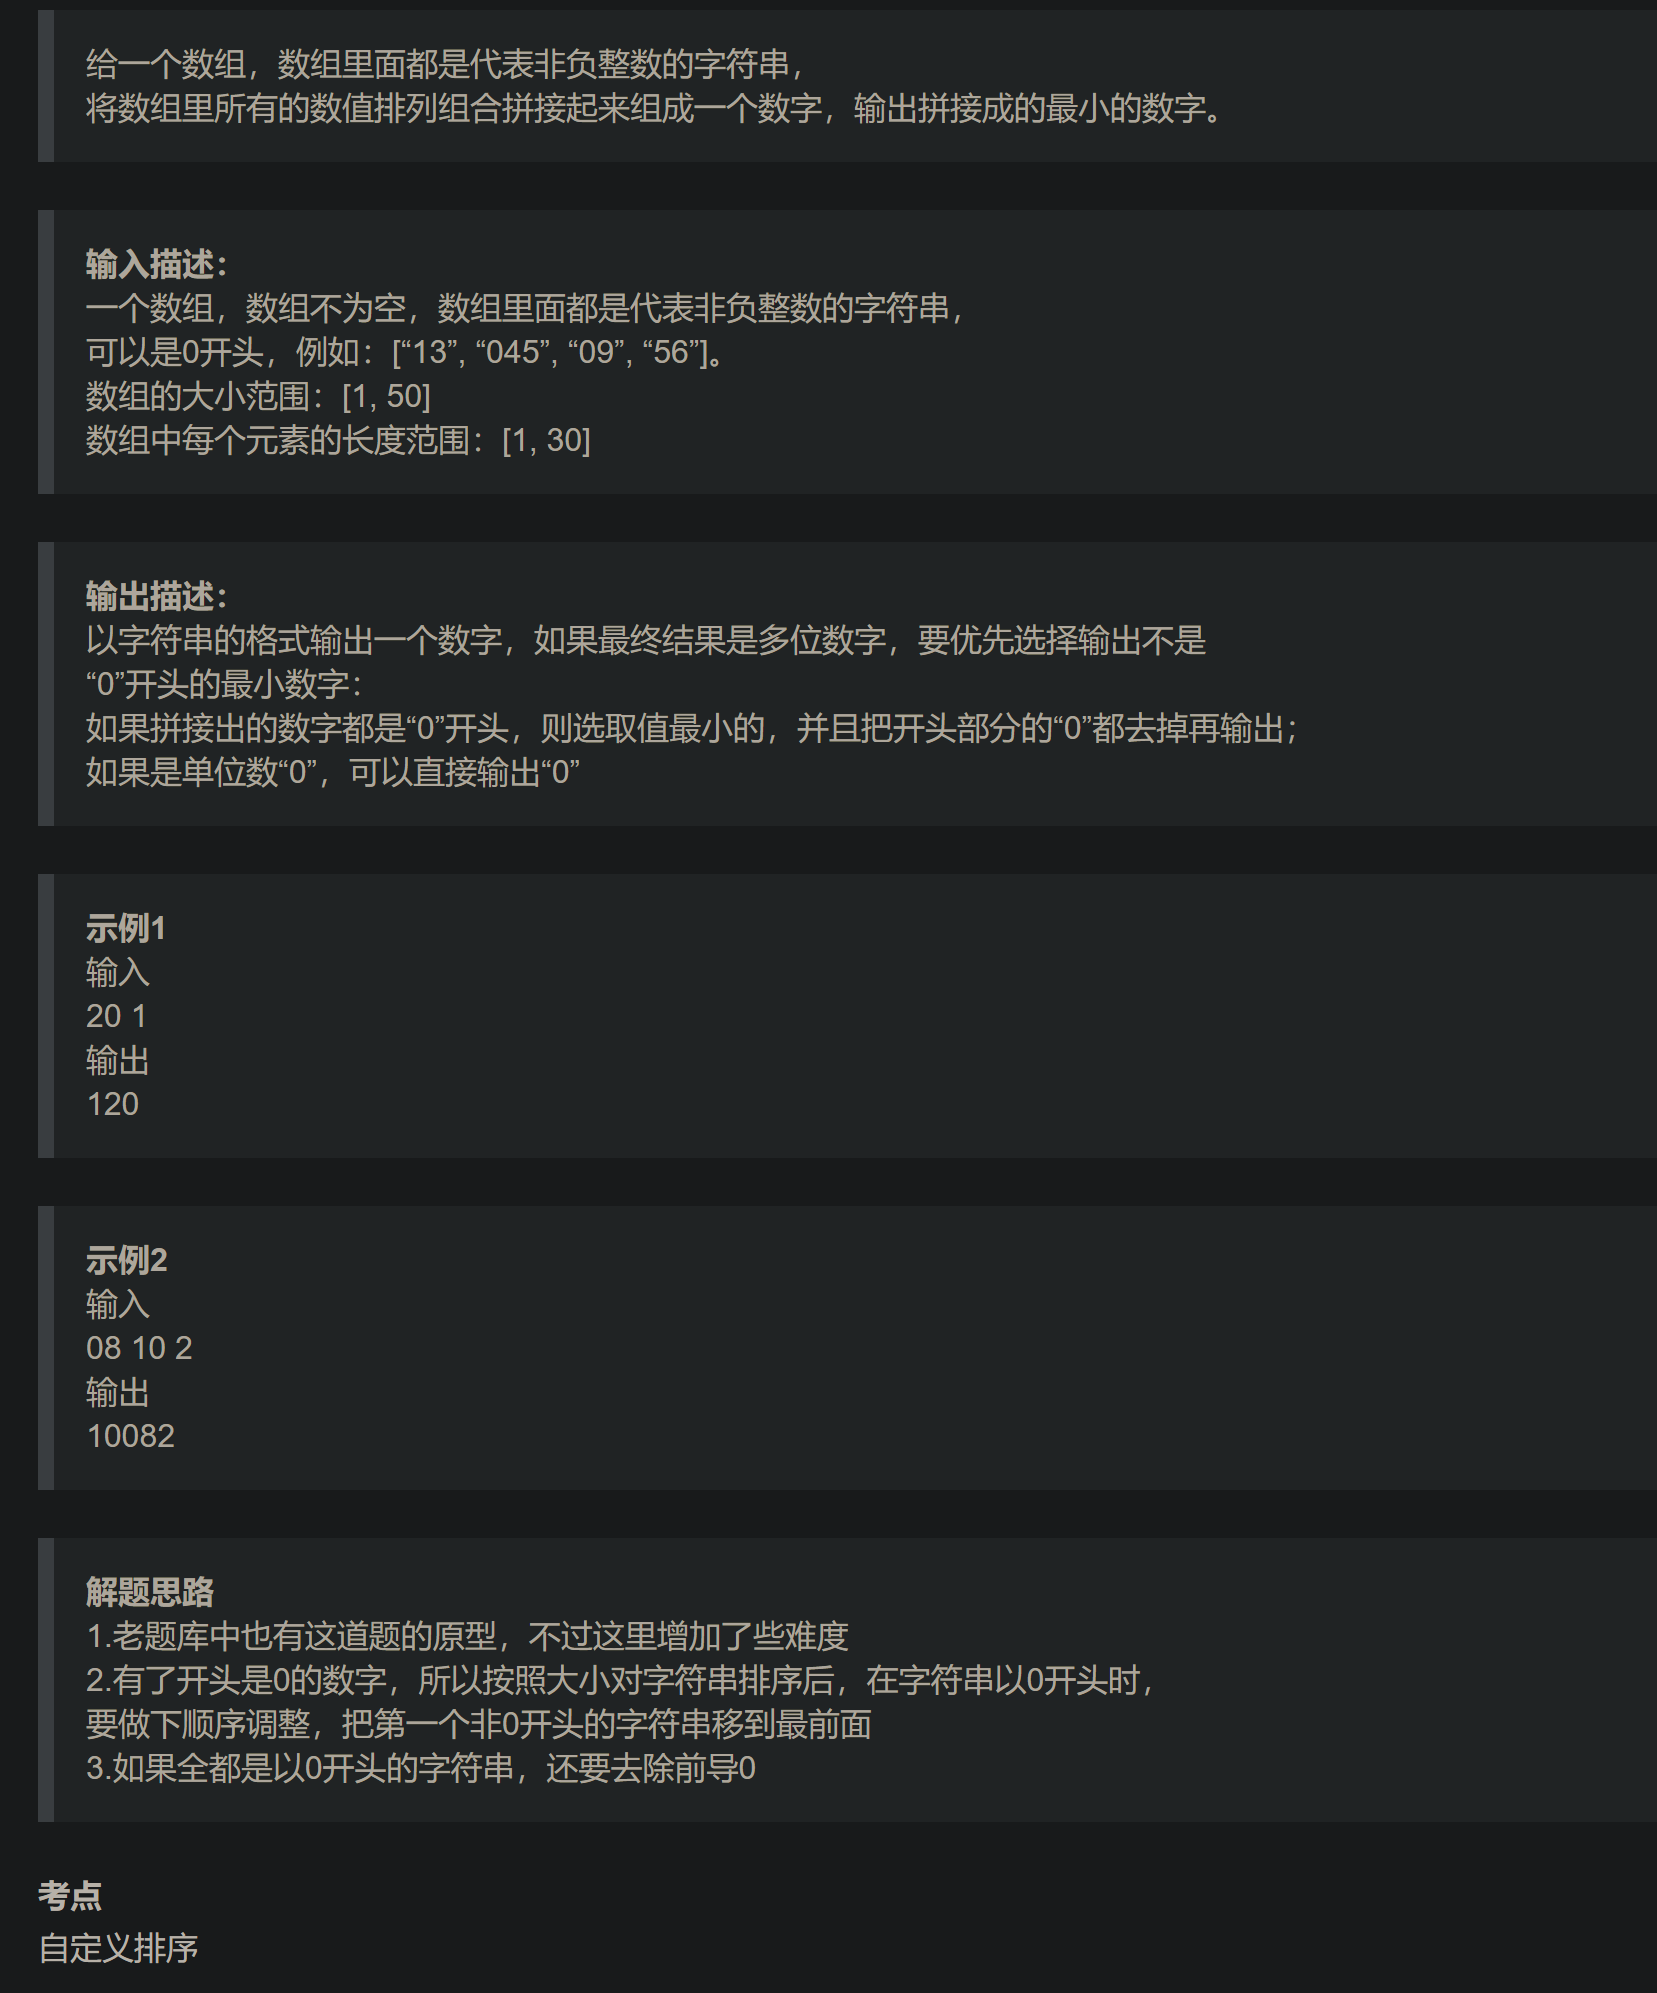 给一个数组，数组里面都是代表非负整数的字符串，
将数组里所有的数值排列组合拼接起来组成一个数字，输出拼接成的最小的数字。
输入描述：
一个数组，数组不为空，数组里面都是代表非负整数的字符串，
可以是0开头，例如：[“13”, “045”, “09”, “56”]。
数组的大小范围：[1, 50]
数组中每个元素的长度范围：[1, 30]
输出描述：
以字符串的格式输出一个数字，如果最终结果是多位数字，要优先选择输出不是
“0”开头的最小数字：
如果拼接出的数字都是“0”开头，则选取值最小的，并且把开头部分的“0”都去掉再输出；
如果是单位数“0”，可以直接输出“0”
示例1
输入
20 1
输出
120
示例2
输入
08 10 2
输出
10082
解题思路
1.老题库中也有这道题的原型，不过这里增加了些难度
2.有了开头是0的数字，所以按照大小对字符串排序后，在字符串以0开头时，
要做下顺序调整，把第一个非0开头的字符串移到最前面
3.如果全都是以0开头的字符串，还要去除前导0
考点
自定义排序